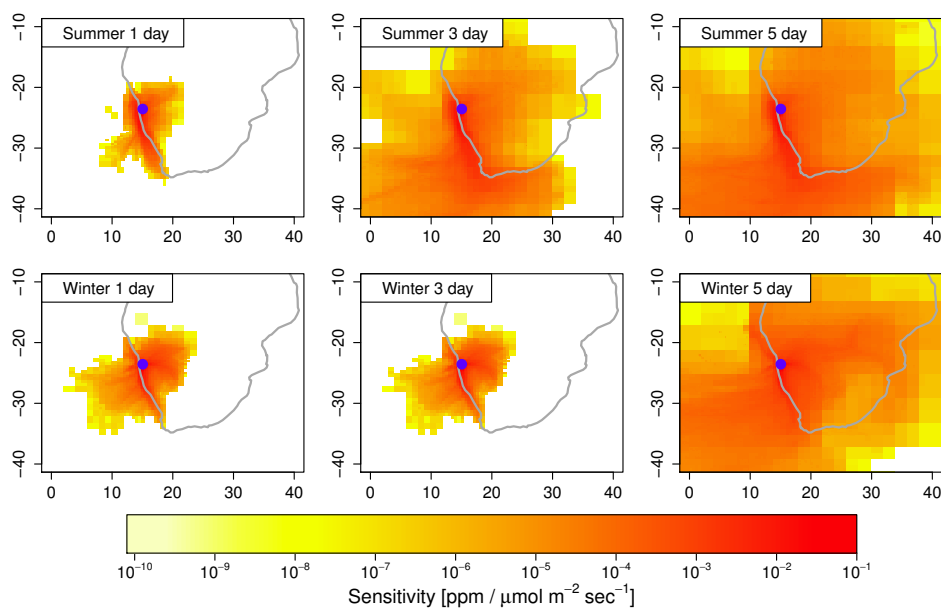 Summer 1 day
Summer 3 day
Summer 5 day
−10
−20
−30
−40
0 10 20 30 40
−10
−20
−30
−40
0 10 20 30 40
−10
−20
−30
−40
0 10 20 30 40
Winter 1 day
Winter 3 day
Winter 5 day
−10
−20
−30
−40
0 10 20 30 40
−10
−20
−30
−40
0 10 20 30 40
−10
−20
−30
−40
0 10 20 30 40
10⁻¹⁰ 10⁻⁹ 10⁻⁸ 10⁻⁷ 10⁻⁶ 10⁻⁵ 10⁻⁴ 10⁻³ 10⁻² 10⁻¹
Sensitivity [ppm / μmol m⁻² sec⁻¹]